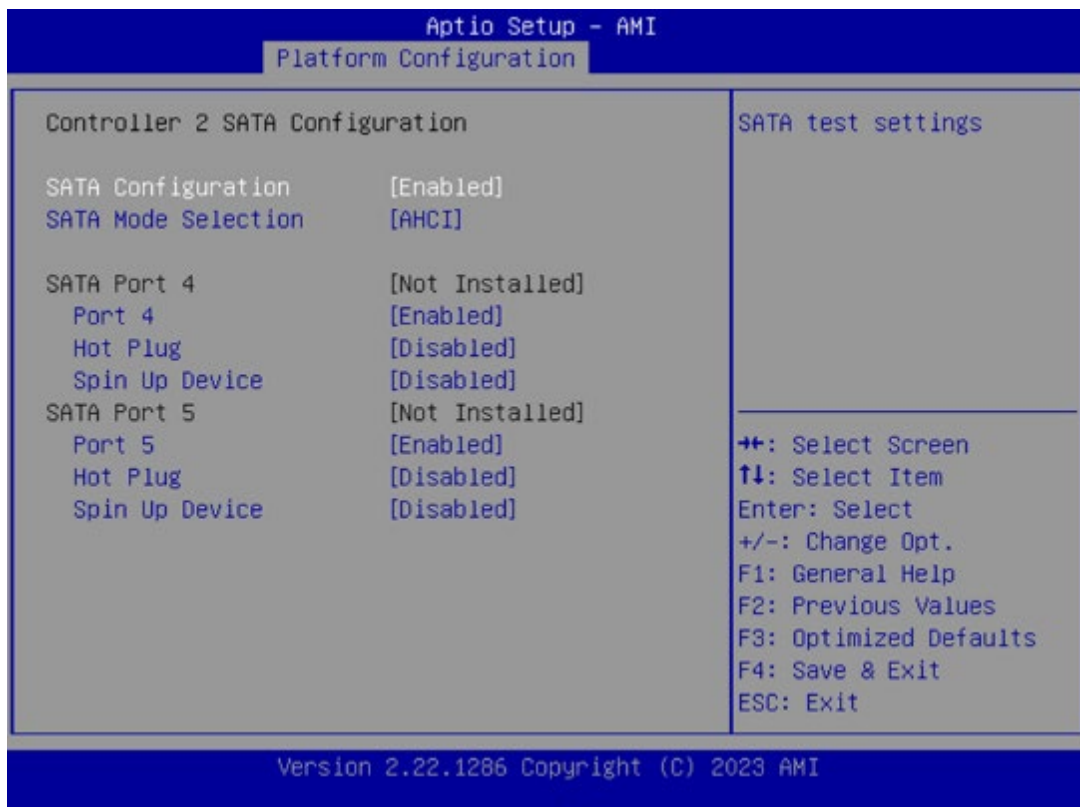 Aptio Setup – AMI
Platform Configuration
Controller 2 SATA Configuration
SATA Configuration [Enabled]
SATA Mode Selection [AHCI]
SATA Port 4 [Not Installed]
Port 4 [Enabled]
Hot Plug [Disabled]
Spin Up Device [Disabled]
SATA Port 5 [Not Installed]
Port 5 [Enabled]
Hot Plug [Disabled]
Spin Up Device [Disabled]
SATA test settings
→←: Select Screen
↑↓: Select Item
Enter: Select
+/-: Change Opt.
F1: General Help
F2: Previous Values
F3: Optimized Defaults
F4: Save & Exit
ESC: Exit
Version 2.22.1286 Copyright (C) 2023 AMI